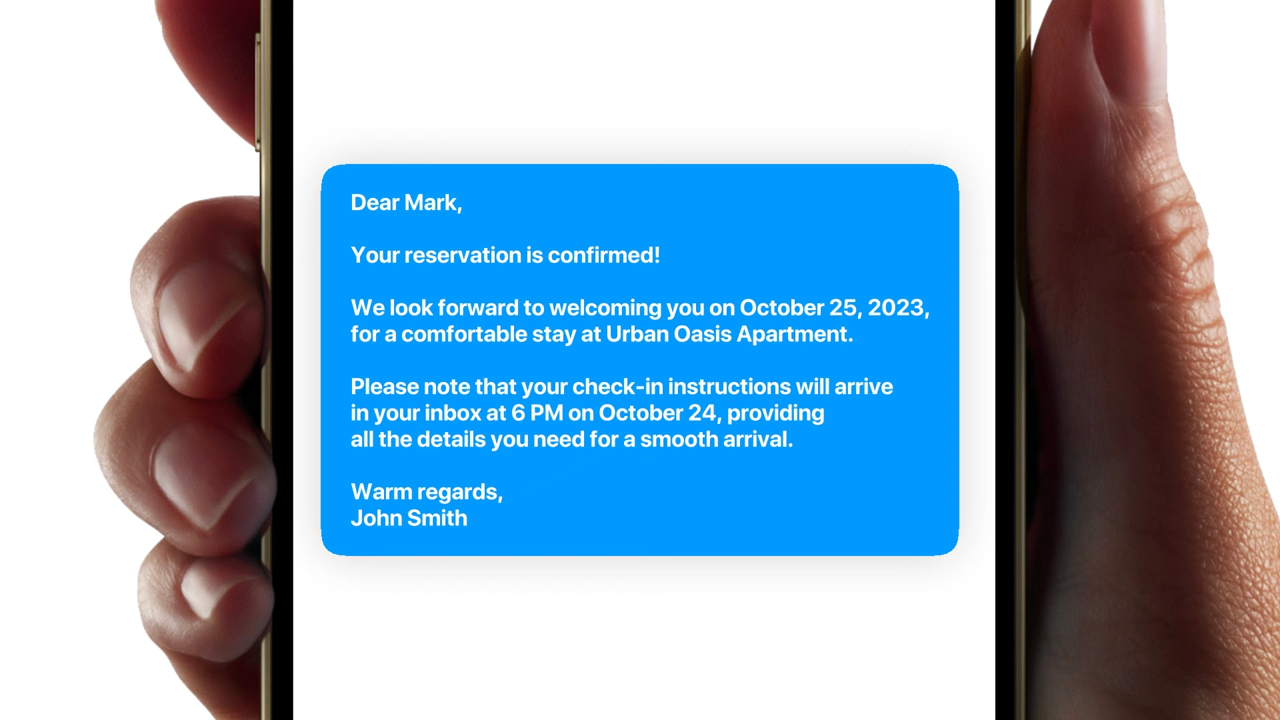 Dear Mark,
Your reservation is confirmed!
We look forward to welcoming you on October 25, 2023,
for a comfortable stay at Urban Oasis Apartment.
Please note that your check-in instructions will arrive
in your inbox at 6 PM on October 24, providing
all the details you need for a smooth arrival.
Warm regards,
John Smith